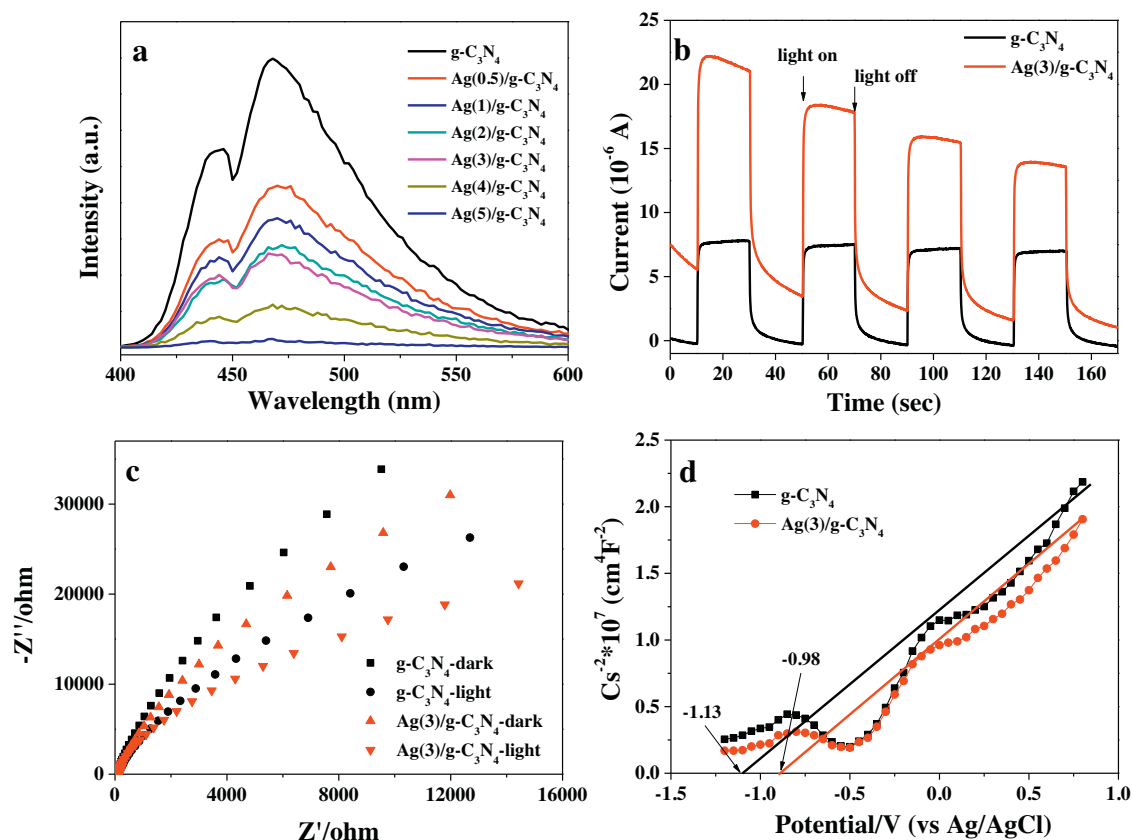 a
g-C₃N₄
Ag(0.5)/g-C₃N₄
Ag(1)/g-C₃N₄
Ag(2)/g-C₃N₄
Ag(3)/g-C₃N₄
Ag(4)/g-C₃N₄
Ag(5)/g-C₃N₄
Intensity (a.u.)
400 450 500 550 600
Wavelength (nm)
b
g-C₃N₄
Ag(3)/g-C₃N₄
light on
light off
25
20
15
10
5
0
Current (10⁻⁶ A)
0 20 40 60 80 100 120 140 160
Time (sec)
c
30000
20000
10000
0
-Z''/ohm
g-C₃N₄-dark
g-C₃N₄-light
Ag(3)/g-C₃N₄-dark
Ag(3)/g-C₃N₄-light
0 4000 8000 12000 16000
Z'/ohm
d
g-C₃N₄
Ag(3)/g-C₃N₄
2.5
2.0
1.5
1.0
0.5
0.0
Cs⁻²*10⁷ (cm⁴F⁻²)
-0.98
-1.13
-1.5 -1.0 -0.5 0.0 0.5 1.0
Potential/V (vs Ag/AgCl)